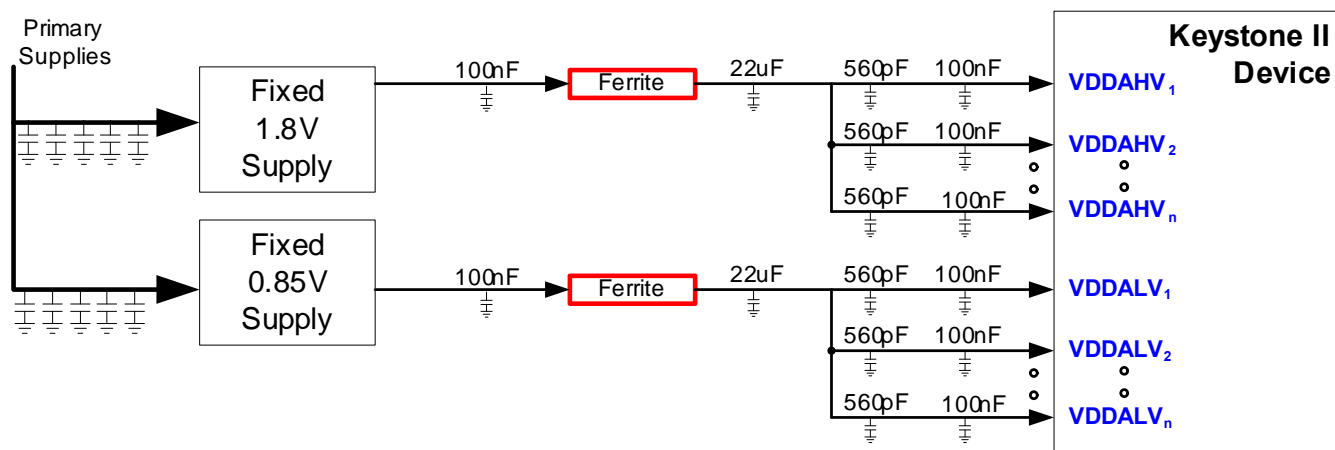 Primary
Supplies
Keystone II
Device
Fixed
1.8V
Supply
100nF
Ferrite
22uF
560pF 100nF
VDDAHV1
560pF 100nF
VDDAHV2
560pF 100nF
VDDAHVn
Fixed
0.85V
Supply
100nF
Ferrite
22uF
560pF 100nF
VDDALV1
560pF 100nF
VDDALV2
560pF 100nF
VDDALVn